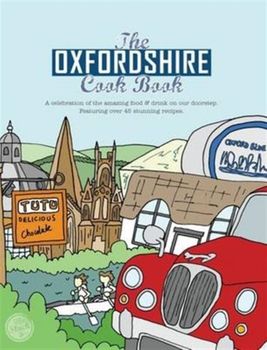 The
OXFORDSHIRE
Cook Book
A celebration of the amazing food & drink on our doorstep.
Featuring over 45 stunning recipes.
OXFORD BLUE
TOTO
DELICIOUS
Chocolate